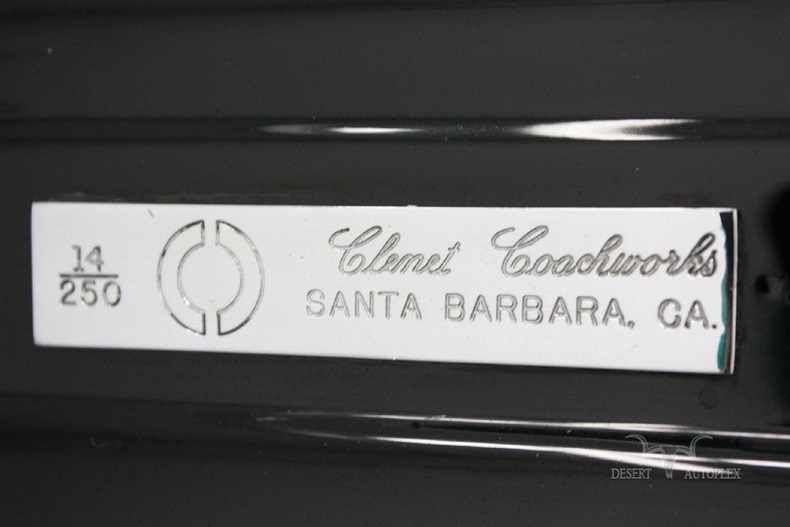 14
250
Clenet Coachworks
SANTA BARBARA, CA.
DESERT AUTOPLEX